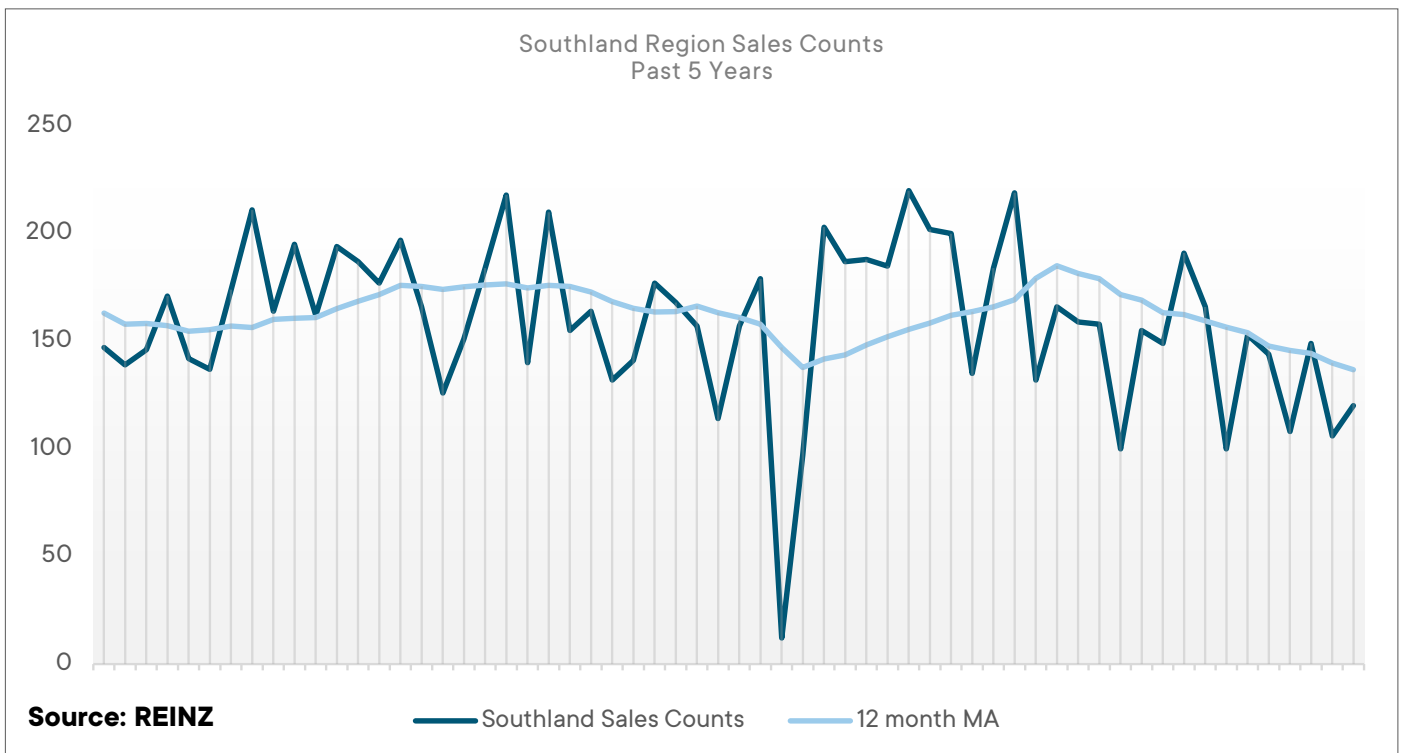 Southland Region Sales Counts
Past 5 Years
250
200
150
100
50
0
Source: REINZ
Southland Sales Counts
12 month MA